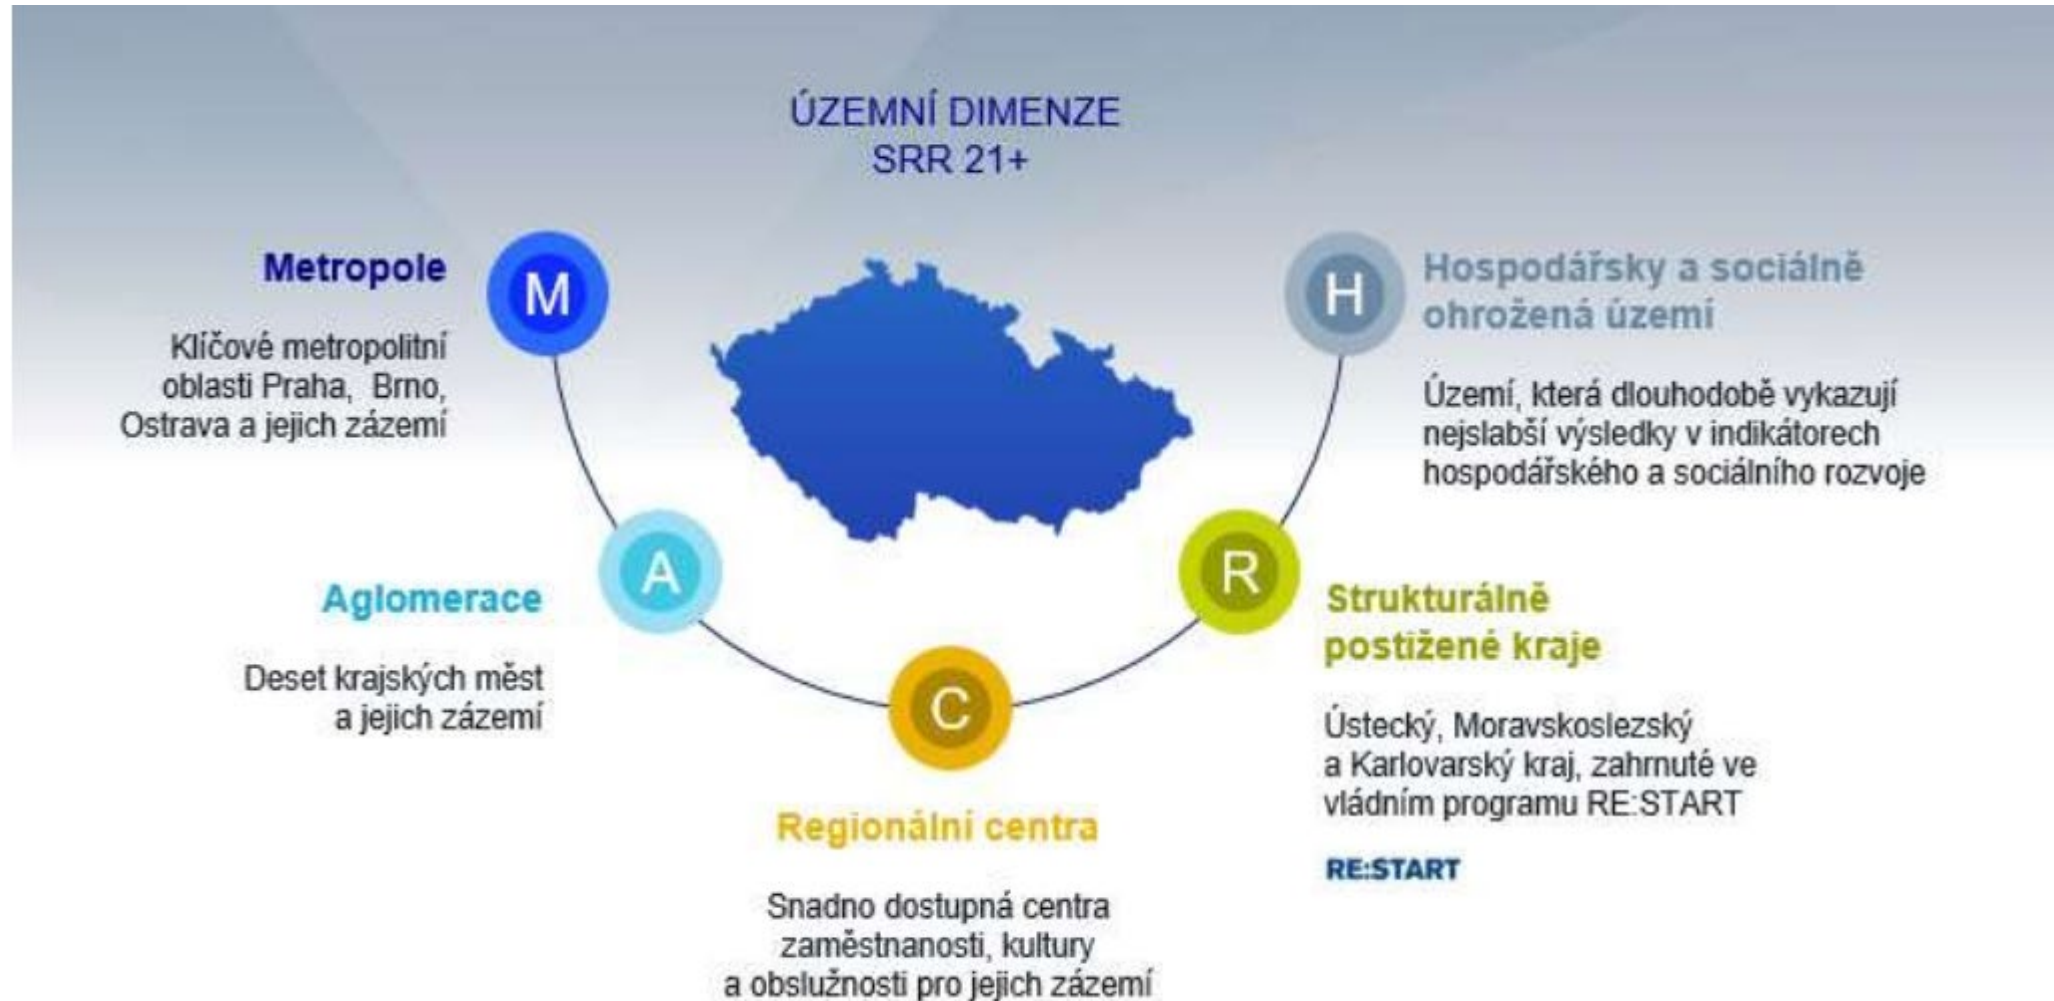 ÚZEMNÍ DIMENZE
SRR 21+
M
Metropole
Klíčové metropolitní
oblasti Praha, Brno,
Ostrava a jejich zázemí
A
Aglomerace
Deset krajských měst
a jejich zázemí
C
Regionální centra
Snadno dostupná centra
zaměstnanosti, kultury
a obslužnosti pro jejich zázemí
R
Strukturálně
postižené kraje
Ústecký, Moravskoslezský
a Karlovarský kraj, zahrnuté ve
vládním programu RE:START
RE:START
H
Hospodářsky a sociálně
ohrožená území
Území, která dlouhodobě vykazují
nejslabší výsledky v indikátorech
hospodářského a sociálního rozvoje